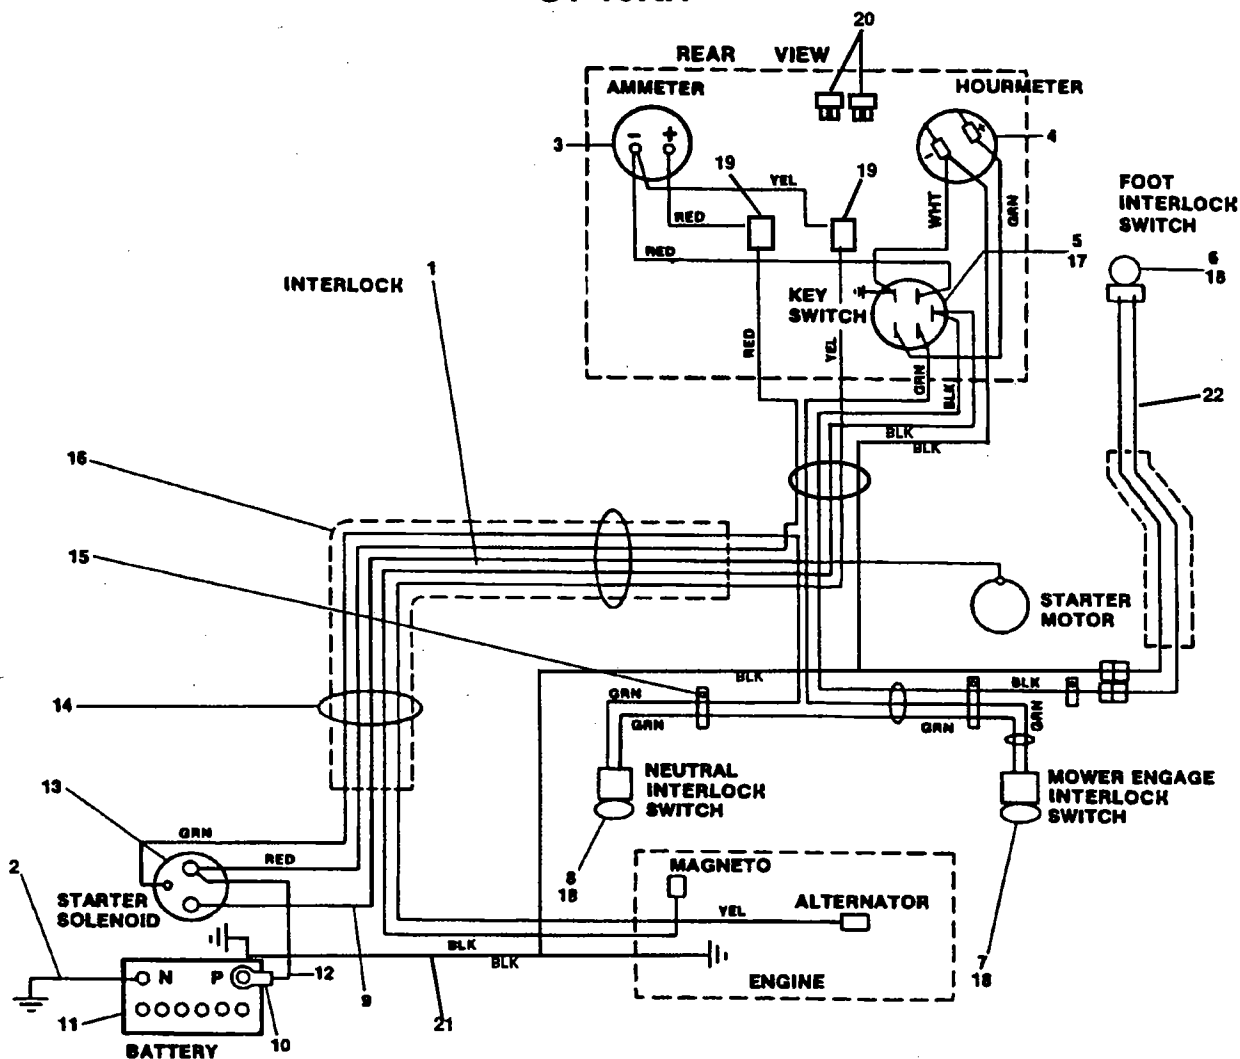 20
REAR VIEW
AMMETER
HOURMETER
3
- +
+
-
4
19
19
YEL
RED
WHT
GRN
RED
FOOT
INTERLOCK
SWITCH
5
17
6
18
1
INTERLOCK
KEY
SWITCH
RED
YEL
GRN
BLK
22
BLK
BLK
16
15
STARTER
MOTOR
BLK
BLK
14
GRN
GRN
GRN
GRN
NEUTRAL
INTERLOCK
SWITCH
MOWER ENGAGE
INTERLOCK
SWITCH
13
GRN
RED
2
STARTER
SOLENOID
8
18
MAGNETO
ALTERNATOR
YEL
BLK
BLK
7
18
N P
12
9
ENGINE
11
10
21
BATTERY